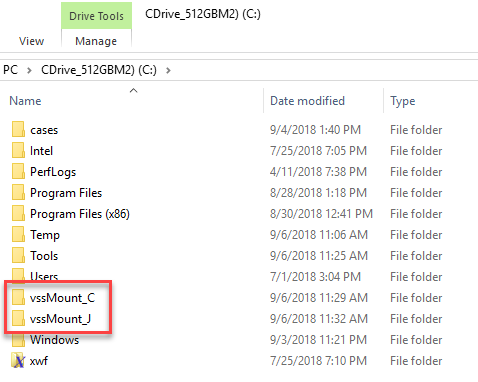 Drive Tools CDrive_512GBM2) (C:)
View Manage
PC CDrive_512GBM2) (C:)
Name Date modified Type
cases 9/4/2018 1:40 PM File folder
Intel 7/25/2018 7:05 PM File folder
PerfLogs 4/11/2018 7:38 PM File folder
Program Files 8/28/2018 1:18 PM File folder
Program Files (x86) 8/30/2018 12:41 PM File folder
Temp 9/6/2018 11:06 AM File folder
Tools 9/6/2018 11:25 AM File folder
Users 7/1/2018 3:04 PM File folder
vssMount_C 9/6/2018 11:29 AM File folder
vssMount_J 9/6/2018 11:32 AM File folder
Windows 9/3/2018 11:21 PM File folder
xwf 7/25/2018 7:10 PM File folder